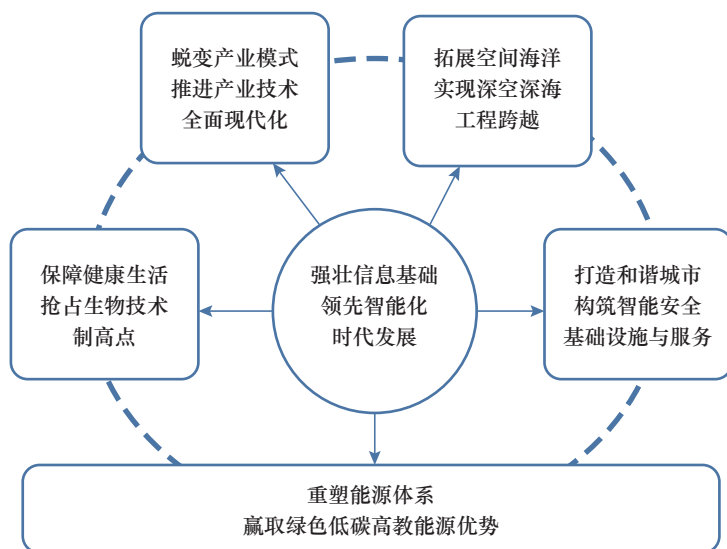 蜕变产业模式
推进产业技术
全面现代化
拓展空间海洋
实现深空深海
工程跨越
保障健康生活
抢占生物技术
制高点
强壮信息基础
领先智能化
时代发展
打造和谐城市
构筑智能安全
基础设施与服务
重塑能源体系
赢取绿色低碳高教能源优势